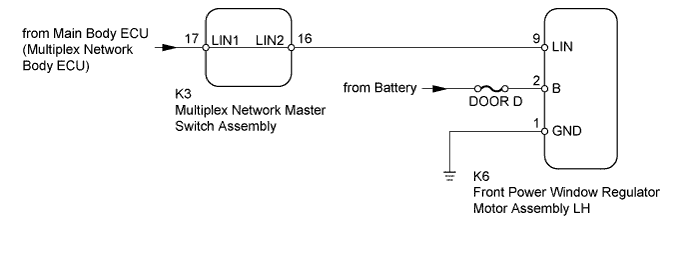 from Main Body ECU
(Multiplex Network
Body ECU)
17
LIN1
LIN2
16
K3
Multiplex Network Master
Switch Assembly
9
LIN
from Battery
DOOR D
2
B
1
GND
K6
Front Power Window Regulator
Motor Assembly LH